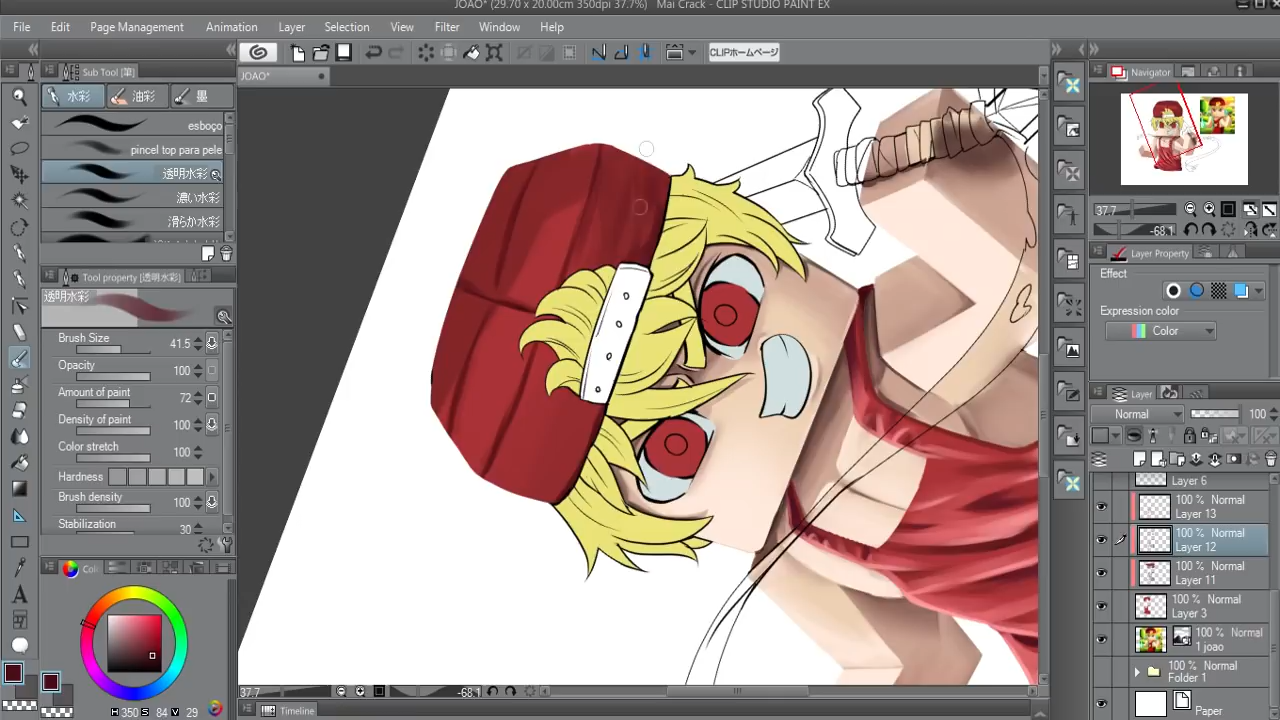 JOAO* (29.70 x 20.00cm 350dpi 37.7%)   Mai Crack - CLIP STUDIO PAINT EX
File Edit Page Management Animation Layer Selection View Filter Window Help
CLIPホームページ
JOAO*
Sub Tool [筆]
水彩 油彩 墨
esboço
pincel top para pele
透明水彩
濃い水彩
滑らか水彩
Tool property [透明水彩]
透明水彩
Brush Size 41.5
Opacity 100
Amount of paint 72
Density of paint 100
Color stretch 100
Hardness
Brush density 100
Stabilization 30
H 350 S 84 V 29
37.7 -68.1
Timeline
Navigator
37.7
-68.1
Layer Property
Effect
Expression color
Color
Layer
Normal 100
Layer 6
100 % Normal
Layer 13
100 % Normal
Layer 12
100 % Normal
Layer 11
100 % Normal
Layer 3
100 % Normal
1 joao
100 % Normal
Folder 1
Paper